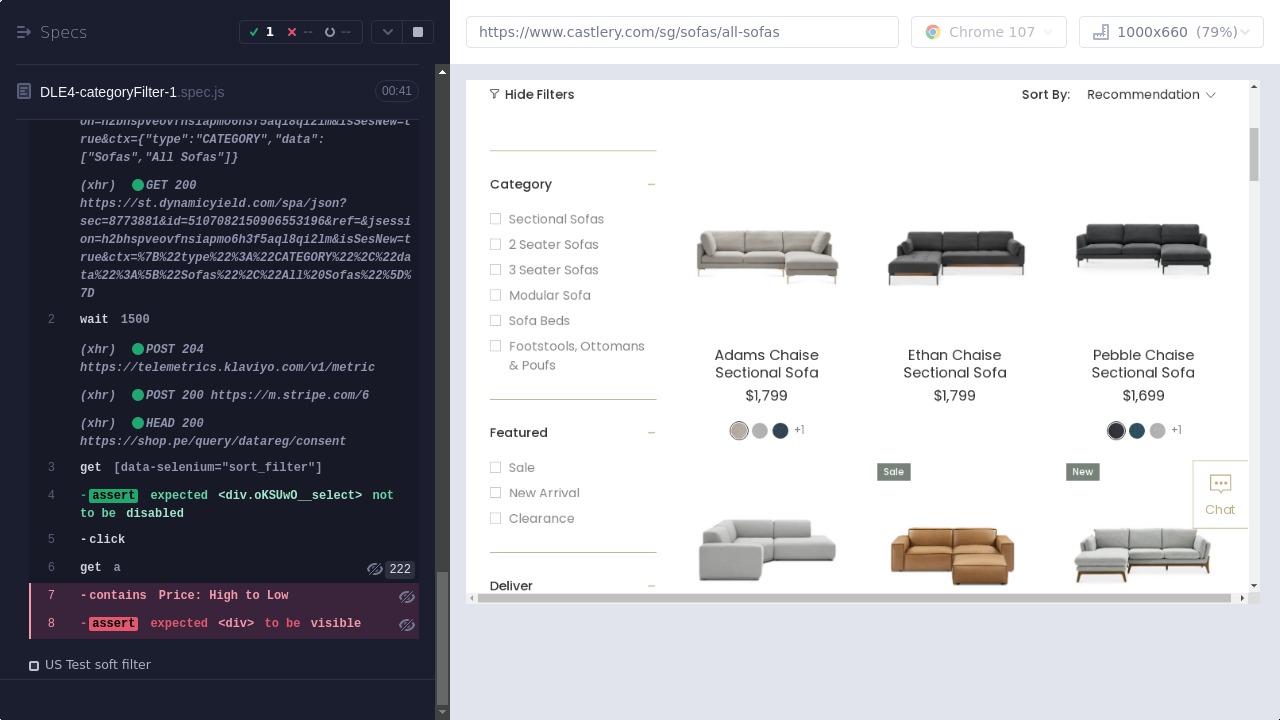 Specs
1 -- --
DLE4-categoryFilter-1.spec.js 00:41
on=h2bhspveovfnsiapmo6h3f5aql8qi2lm&isSesNew=t
rue&ctx={"type":"CATEGORY","data":
["Sofas","All Sofas"]}
(xhr) GET 200
https://st.dynamicyield.com/spa/json?
sec=8773881&id=5107082150906553196&ref=&jsessi
on=h2bhspveovfnsiapmo6h3f5aql8qi2lm&isSesNew=t
rue&ctx=%7B%22type%22%3A%22CATEGORY%22%2C%22da
ta%22%3A%5B%22Sofas%22%2C%22All%20Sofas%22%5D%
7D
2 wait 1500
(xhr) POST 204
https://telemetrics.klaviyo.com/v1/metric
(xhr) POST 200 https://m.stripe.com/6
(xhr) HEAD 200
https://shop.pe/query/datareg/consent
3 get [data-selenium="sort_filter"]
4 -assert expected <div.oKSUwO__select> not
to be disabled
5 -click
6 get a 222
7 -contains Price: High to Low
8 -assert expected <div> to be visible
US Test soft filter
https://www.castlery.com/sg/sofas/all-sofas
Chrome 107
1000x660 (79%)
Hide Filters
Sort By: Recommendation
Category
Sectional Sofas
2 Seater Sofas
3 Seater Sofas
Modular Sofa
Sofa Beds
Footstools, Ottomans
& Poufs
Featured
Sale
New Arrival
Clearance
Deliver
Adams Chaise
Sectional Sofa
$1,799
+1
Ethan Chaise
Sectional Sofa
$1,799
Pebble Chaise
Sectional Sofa
$1,699
+1
Sale
New
Chat